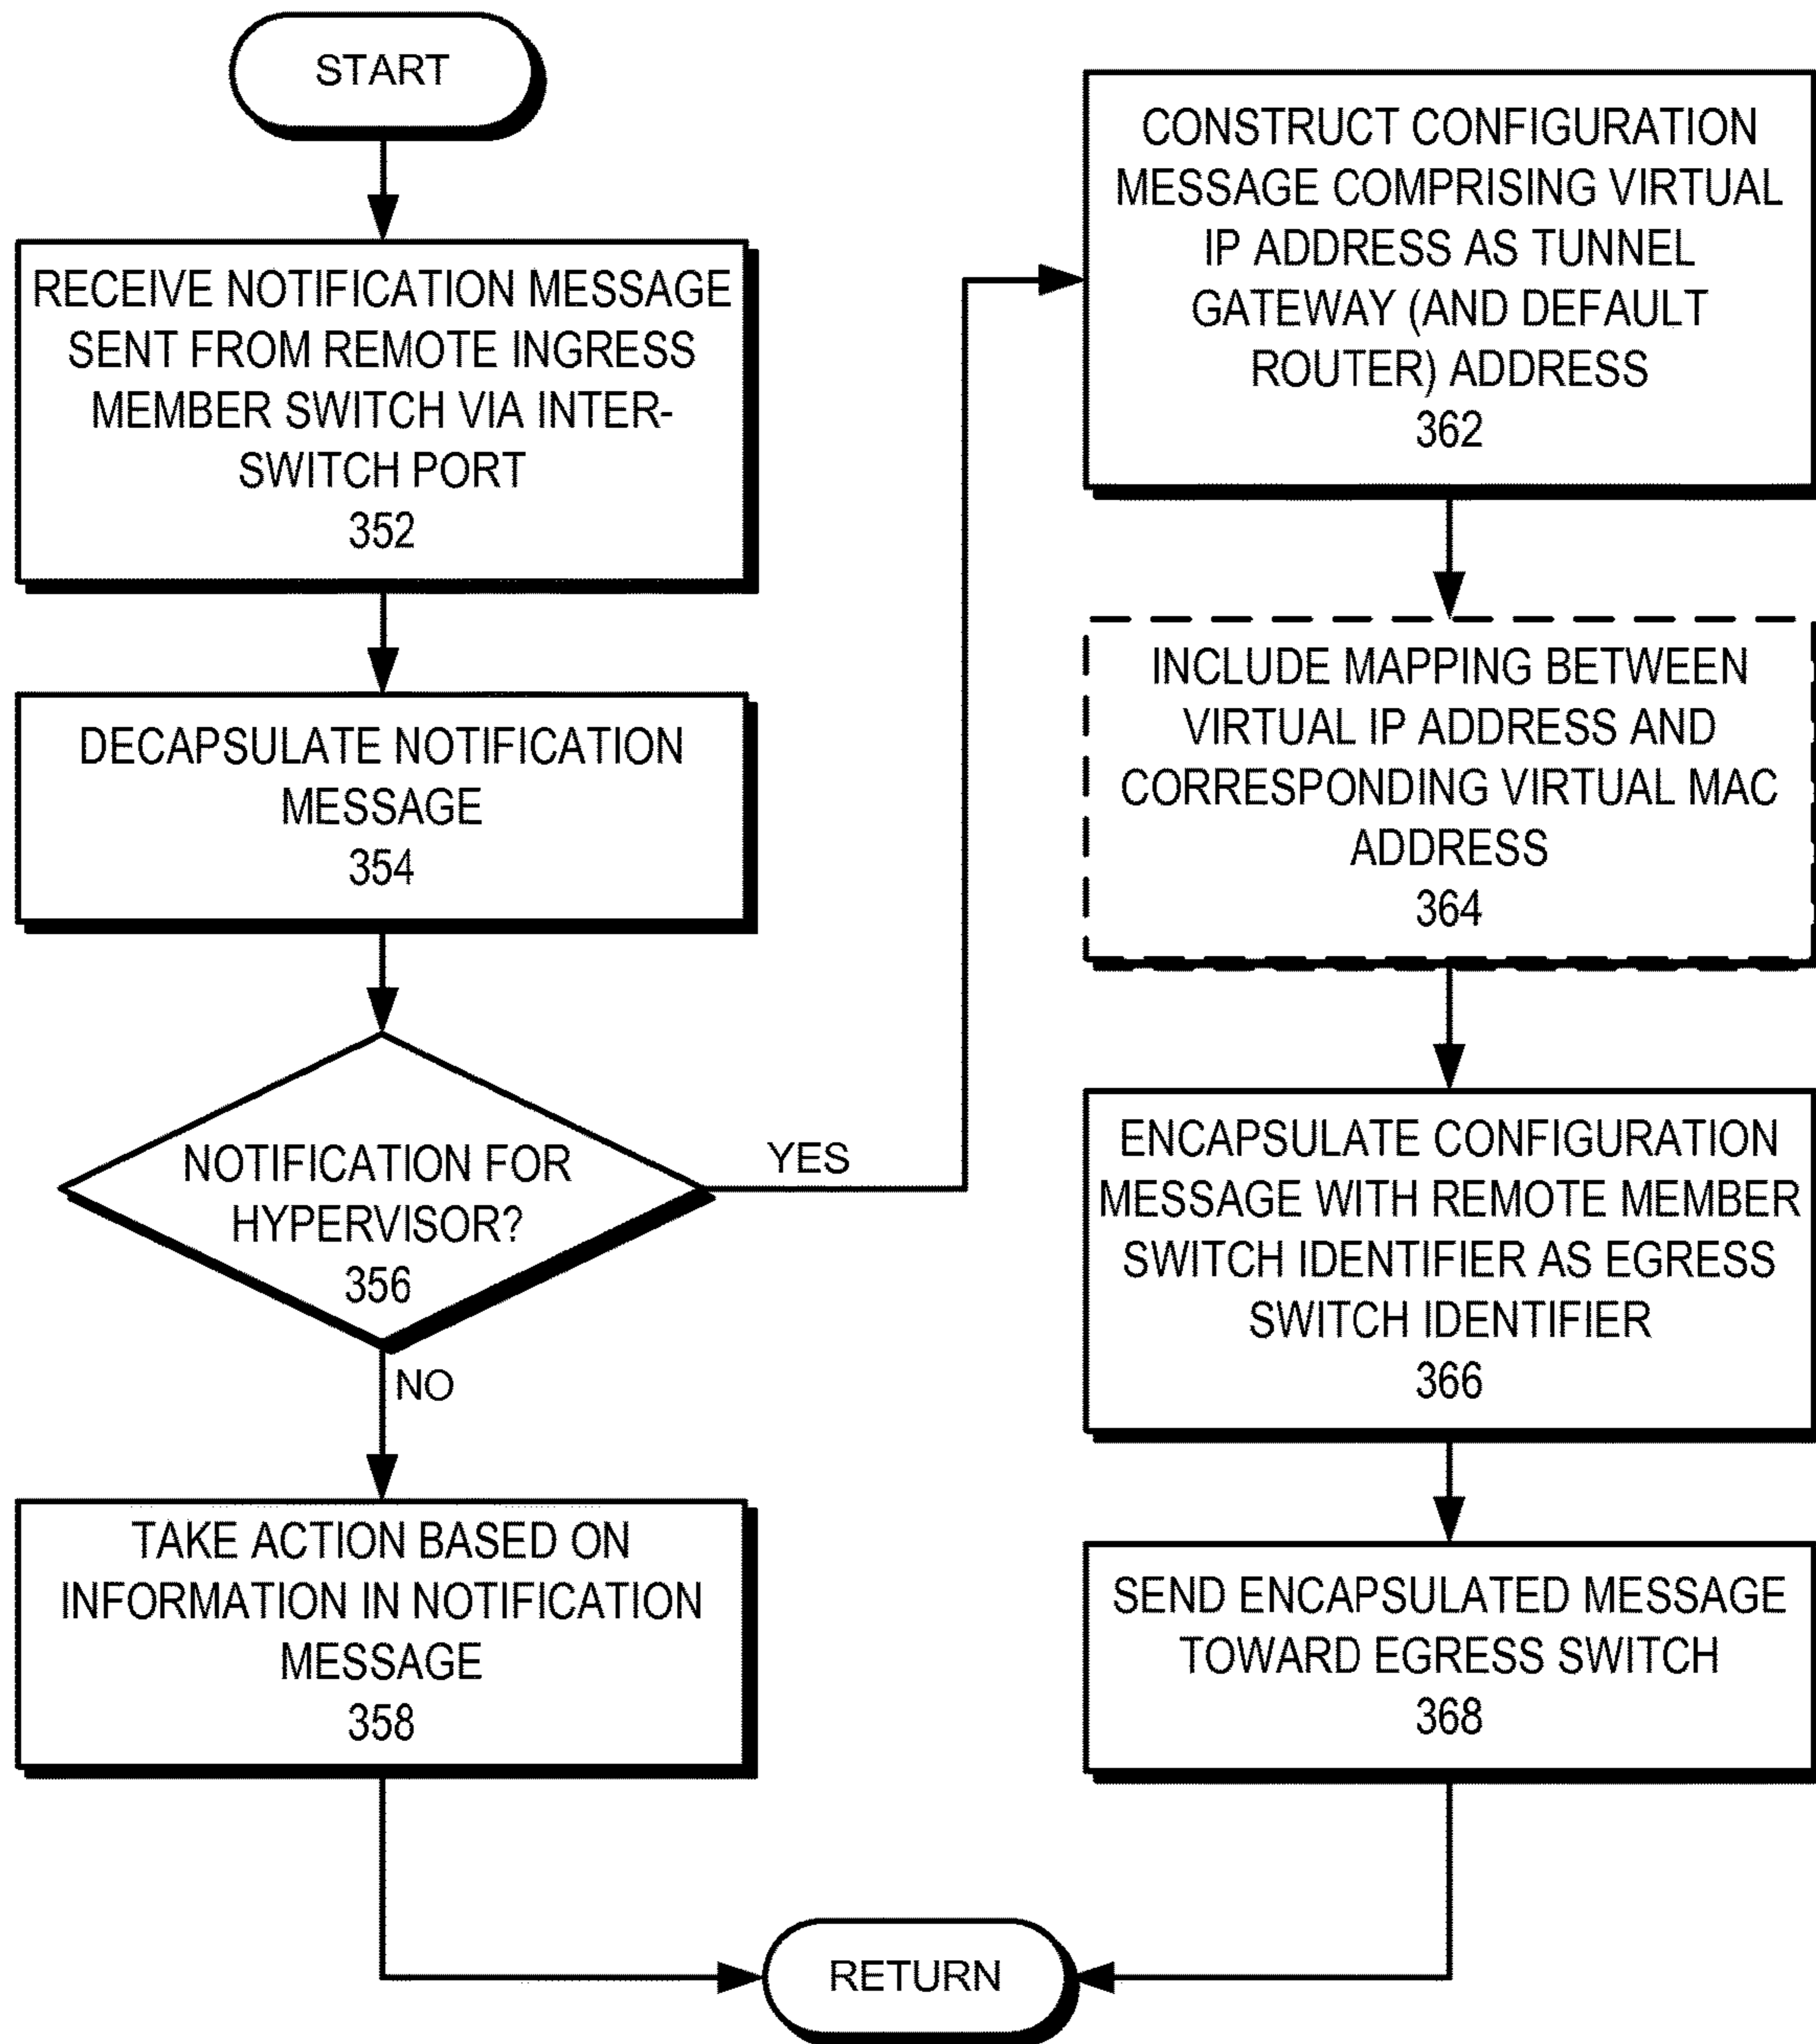 START
RECEIVE NOTIFICATION MESSAGE
SENT FROM REMOTE INGRESS
MEMBER SWITCH VIA INTER-
SWITCH PORT
352
DECAPSULATE NOTIFICATION
MESSAGE
354
NOTIFICATION FOR
HYPERVISOR?
356
YES
NO
TAKE ACTION BASED ON
INFORMATION IN NOTIFICATION
MESSAGE
358
CONSTRUCT CONFIGURATION
MESSAGE COMPRISING VIRTUAL
IP ADDRESS AS TUNNEL
GATEWAY (AND DEFAULT
ROUTER) ADDRESS
362
INCLUDE MAPPING BETWEEN
VIRTUAL IP ADDRESS AND
CORRESPONDING VIRTUAL MAC
ADDRESS
364
ENCAPSULATE CONFIGURATION
MESSAGE WITH REMOTE MEMBER
SWITCH IDENTIFIER AS EGRESS
SWITCH IDENTIFIER
366
SEND ENCAPSULATED MESSAGE
TOWARD EGRESS SWITCH
368
RETURN